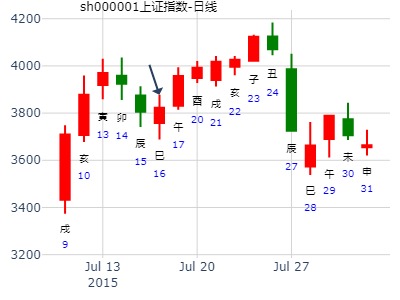 sh000001上证指数-日线
4200
4000
3800
3600
3400
3200
戌
9
亥
10
寅
13
卯
14
辰
15
巳
16
午
17
酉
20
戌
21
亥
22
子
23
丑
24
辰
27
巳
28
午
29
未
30
申
31
Jul 13
2015
Jul 20
Jul 27